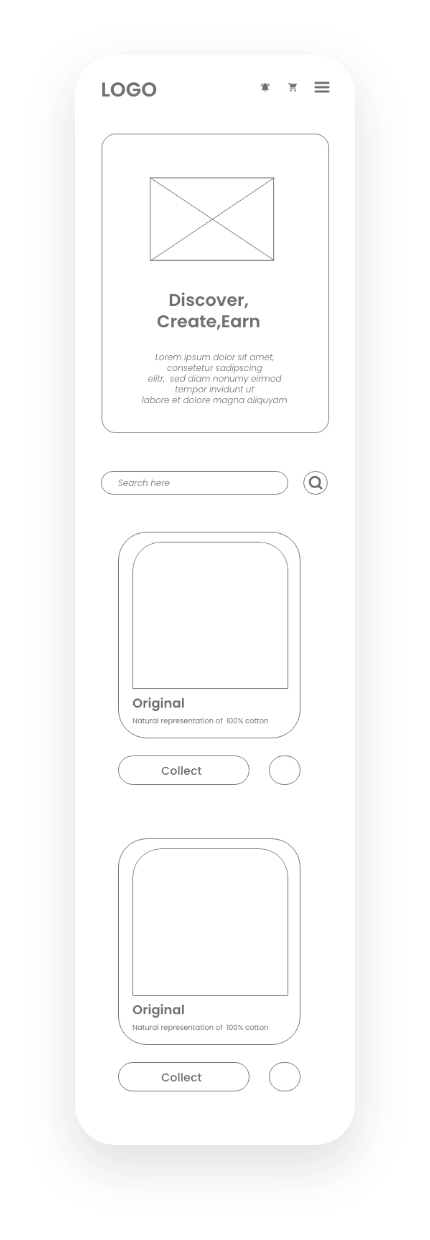 LOGO
Discover,
Create,Earn
Lorem ipsum dolor sit amet,
consetetur sadipscing
elitr, sed diam nonumy eirmod
tempor invidunt ut
labore et dolore magna aliquyam
Search here
Original
Natural representation of 100% cotton
Collect
Original
Natural representation of 100% cotton
Collect